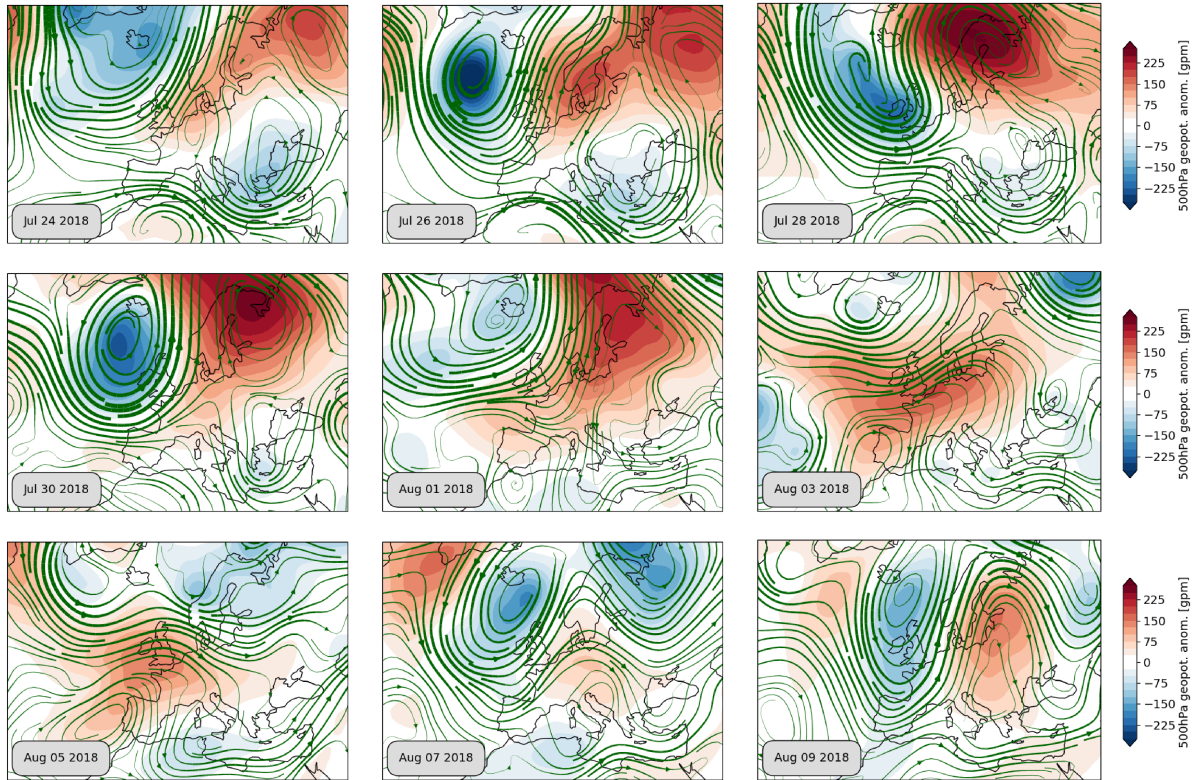 Jul 24 2018
Jul 26 2018
Jul 28 2018
225
150
75
0
−75
−150
−225
500hPa geopot. anom. [gpm]
Jul 30 2018
Aug 01 2018
Aug 03 2018
225
150
75
0
−75
−150
−225
500hPa geopot. anom. [gpm]
Aug 05 2018
Aug 07 2018
Aug 09 2018
225
150
75
0
−75
−150
−225
500hPa geopot. anom. [gpm]